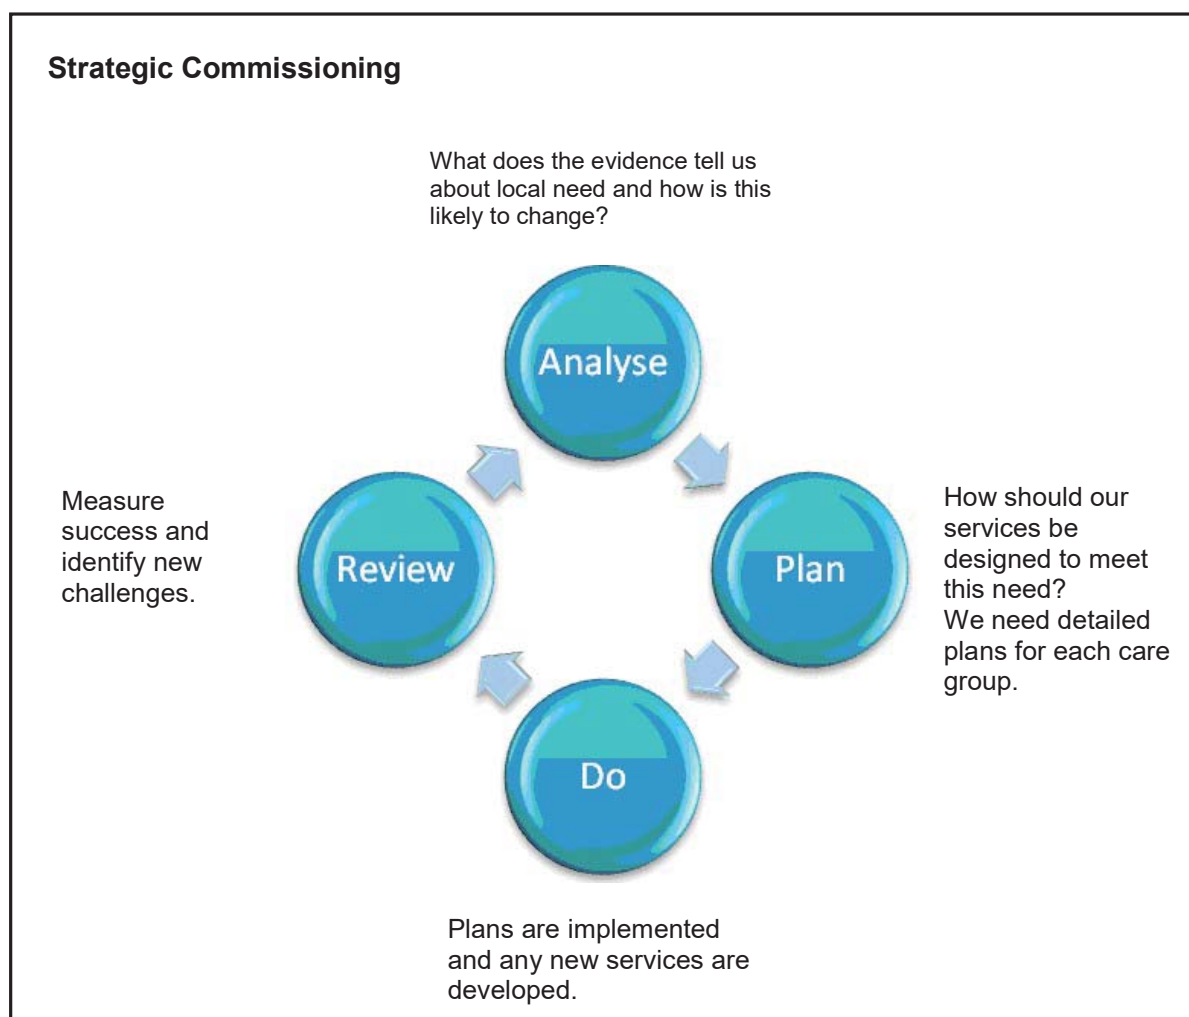 Strategic Commissioning
What does the evidence tell us
about local need and how is this
likely to change?
Analyse
Measure
success and
identify new
challenges.
Review
Plan
How should our
services be
designed to meet
this need?
We need detailed
plans for each care
group.
Do
Plans are implemented
and any new services are
developed.